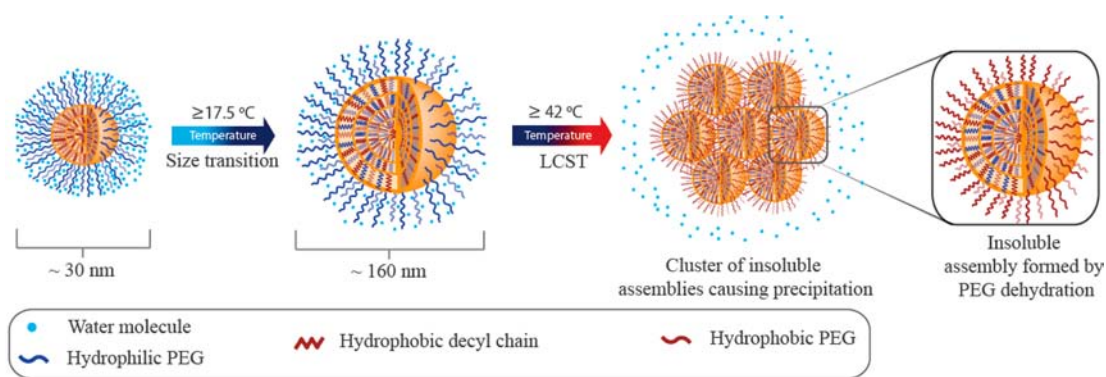 ≥17.5 ºC
Temperature
Size transition
≥ 42 ºC
Temperature
LCST
~ 30 nm
~ 160 nm
Cluster of insoluble
assemblies causing precipitation
Insoluble
assembly formed by
PEG dehydration
Water molecule
Hydrophilic PEG
Hydrophobic decyl chain
Hydrophobic PEG